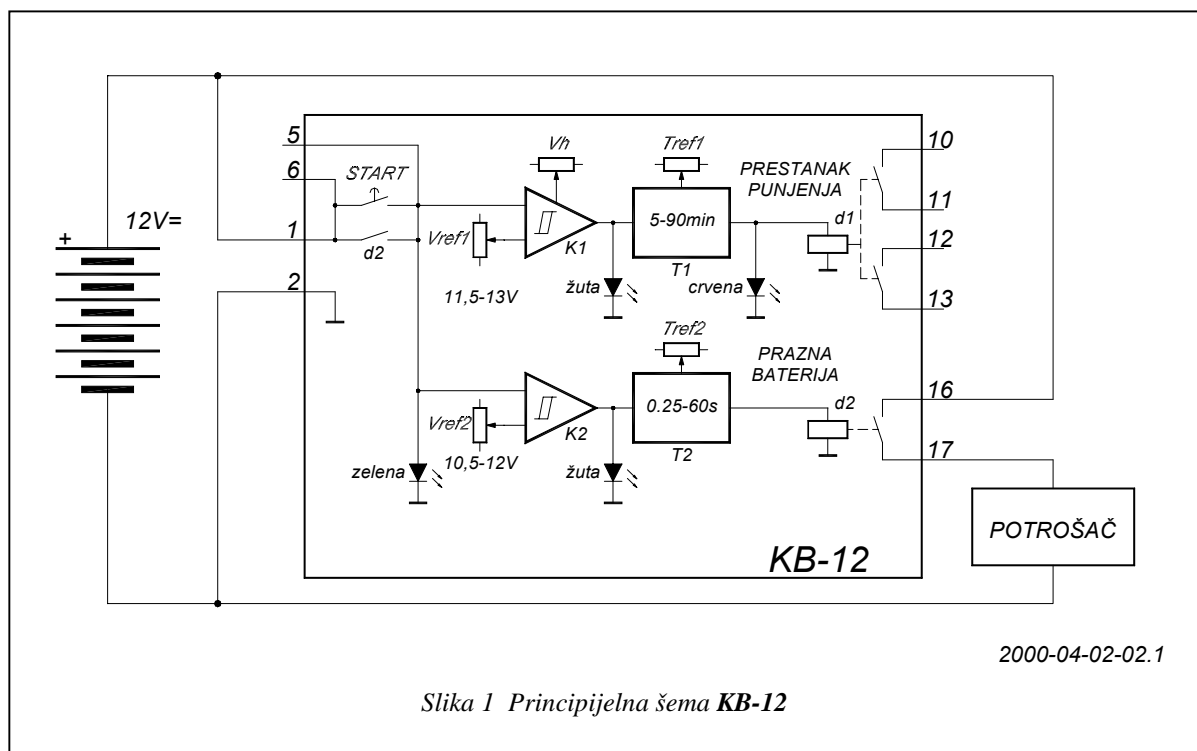 5
Vh
Tref1
10
6
START
PRESTANAK
PUNJENJA
11
12V=
+
1
d2
Vref1
K1
5-90min
T1
d1
12
2
11,5-13V
žuta
crvena
13
Tref2
PRAZNA
BATERIJA
16
Vref2
K2
0.25-60s
T2
d2
17
10,5-12V
zelena
žuta
POTROŠAČ
KB-12
2000-04-02-02.1
Slika 1 Principijelna šema KB-12